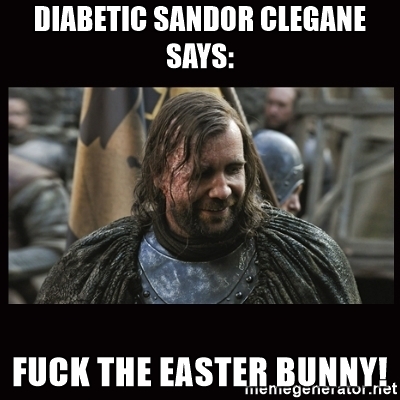 DIABETIC SANDOR CLEGANE
SAYS:
FUCK THE EASTER BUNNY!
memegenerator.net